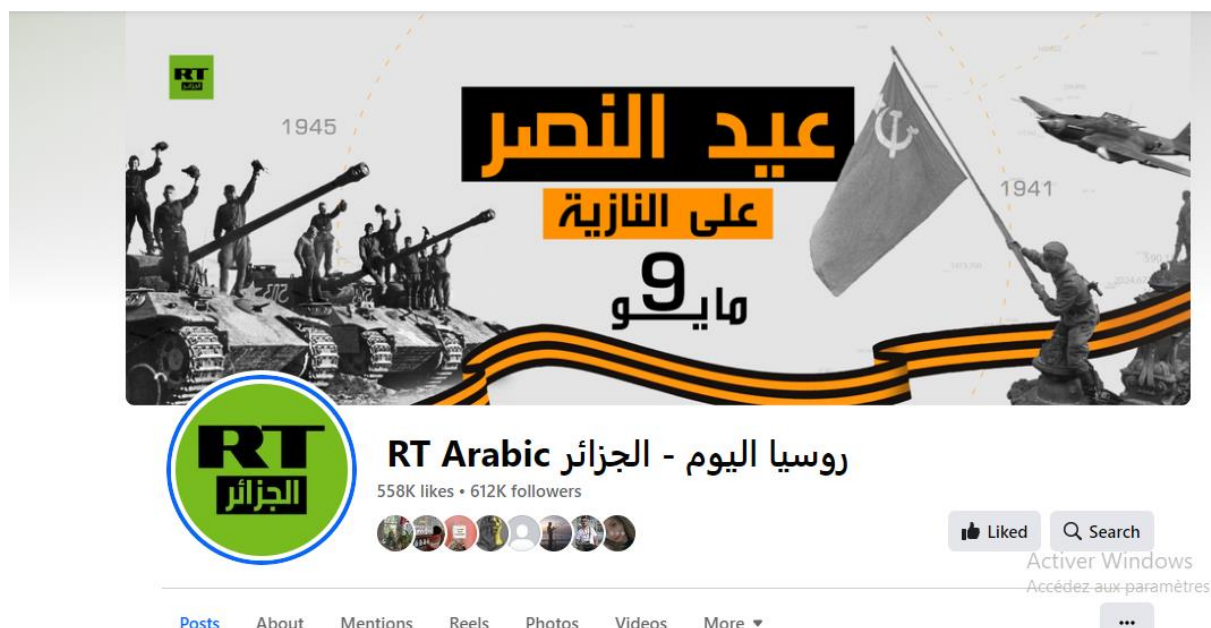 RT
الجزائر
1945
عيد النصر
على النازية
9 مايو
1941
RT
الجزائر
RT Arabic روسيا اليوم - الجزائر
558K likes • 612K followers
Liked
Search
Activer Windows
Accédez aux paramètres
Posts
About
Mentions
Reels
Photos
Videos
More